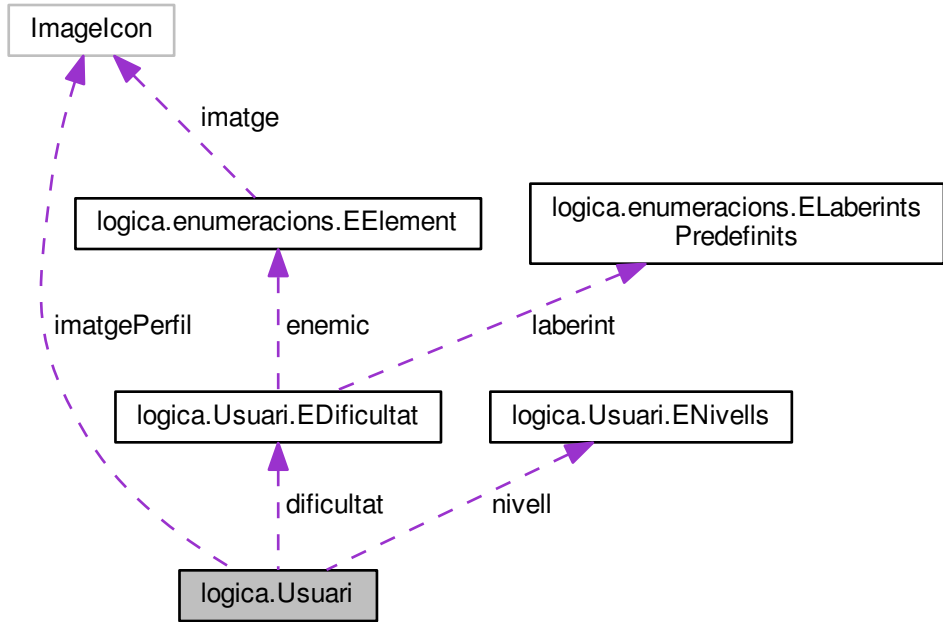 ImageIcon
imatge
logica.enumeracions.EElement
logica.enumeracions.ELaberints
Predefinits
imatgePerfil
enemic
laberint
logica.Usuari.EDificultat
logica.Usuari.ENivells
dificultat
nivell
logica.Usuari